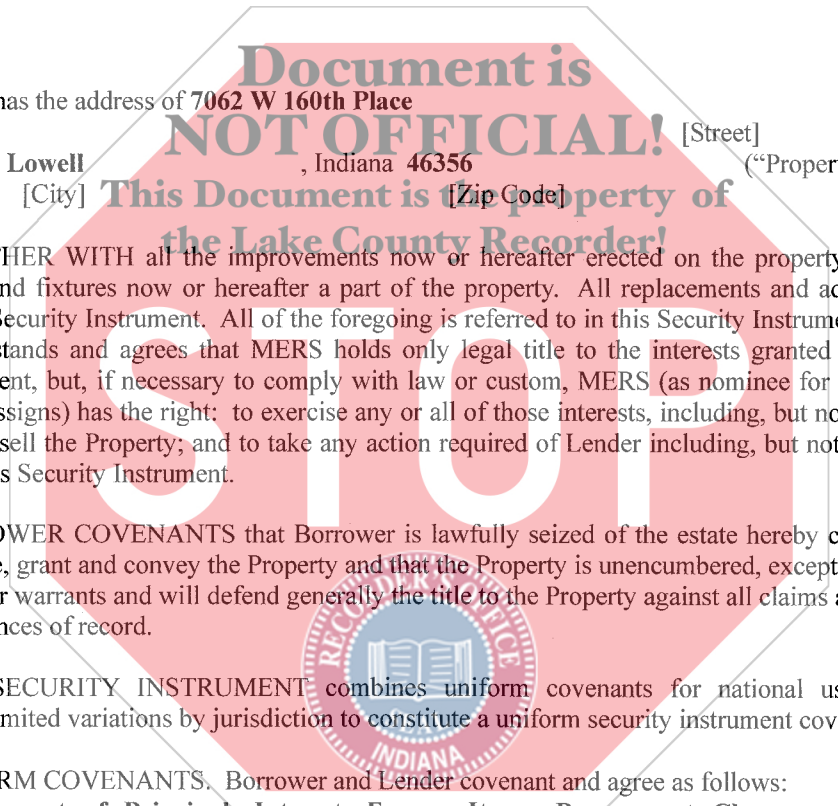 Document is
has the address of 7062 W 160th Place
NOT OFFICIAL! [Street]
Lowell , Indiana 46356 ("Proper
[City] This Document is the property of [Zip Code]
the Lake County Recorder!
HER WITH all the improvements now or hereafter erected on the property
nd fixtures now or hereafter a part of the property. All replacements and ad
Security Instrument. All of the foregoing is referred to in this Security Instrume
stands and agrees that MERS holds only legal title to the interests granted
ent, but, if necessary to comply with law or custom, MERS (as nominee for
ssigns) has the right: to exercise any or all of those interests, including, but no
sell the Property; and to take any action required of Lender including, but not
s Security Instrument.
STOP
OWER COVENANTS that Borrower is lawfully seized of the estate hereby c
e, grant and convey the Property and that the Property is unencumbered, except
r warrants and will defend generally the title to the Property against all claims a
nces of record.
RECORDER'S OFFICE
SECURITY INSTRUMENT combines uniform covenants for national us
mited variations by jurisdiction to constitute a uniform security instrument cov
INDIANA
RM COVENANTS. Borrower and Lender covenant and agree as follows: